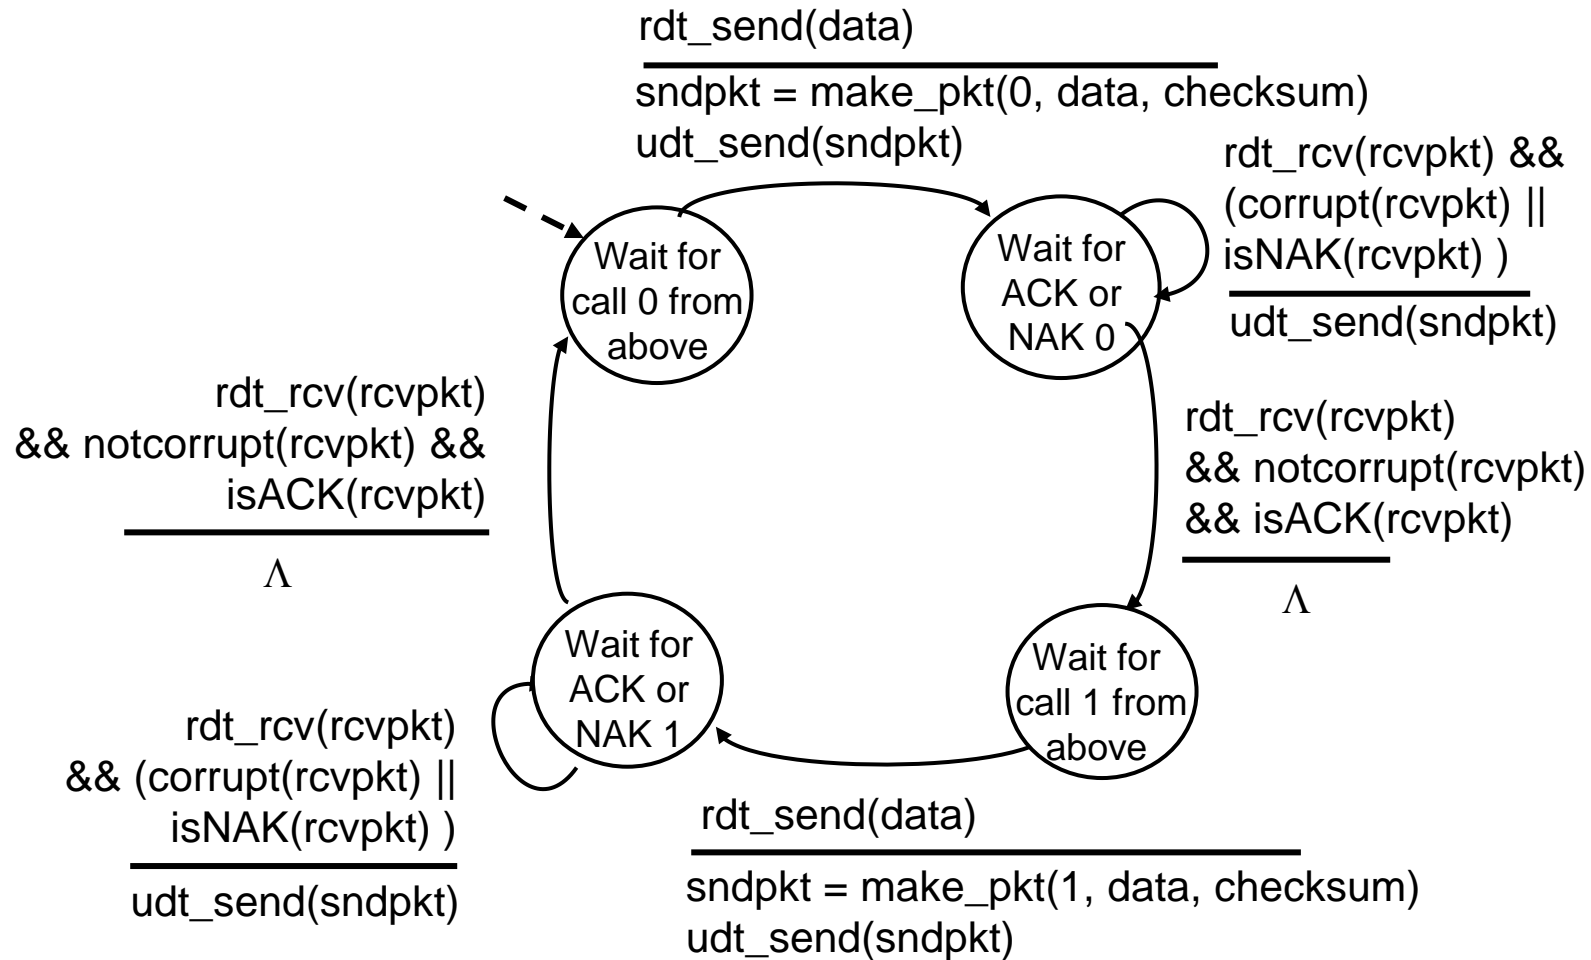 rdt_send(data)
sndpkt = make_pkt(0, data, checksum)
udt_send(sndpkt)
rdt_rcv(rcvpkt) &&
(corrupt(rcvpkt) ||
isNAK(rcvpkt) )
udt_send(sndpkt)
Wait for
call 0 from
above
Wait for
ACK or
NAK 0
rdt_rcv(rcvpkt)
&& notcorrupt(rcvpkt) &&
isACK(rcvpkt)
Λ
rdt_rcv(rcvpkt)
&& notcorrupt(rcvpkt)
&& isACK(rcvpkt)
Λ
Wait for
ACK or
NAK 1
Wait for
call 1 from
above
rdt_rcv(rcvpkt)
&& (corrupt(rcvpkt) ||
isNAK(rcvpkt) )
udt_send(sndpkt)
rdt_send(data)
sndpkt = make_pkt(1, data, checksum)
udt_send(sndpkt)